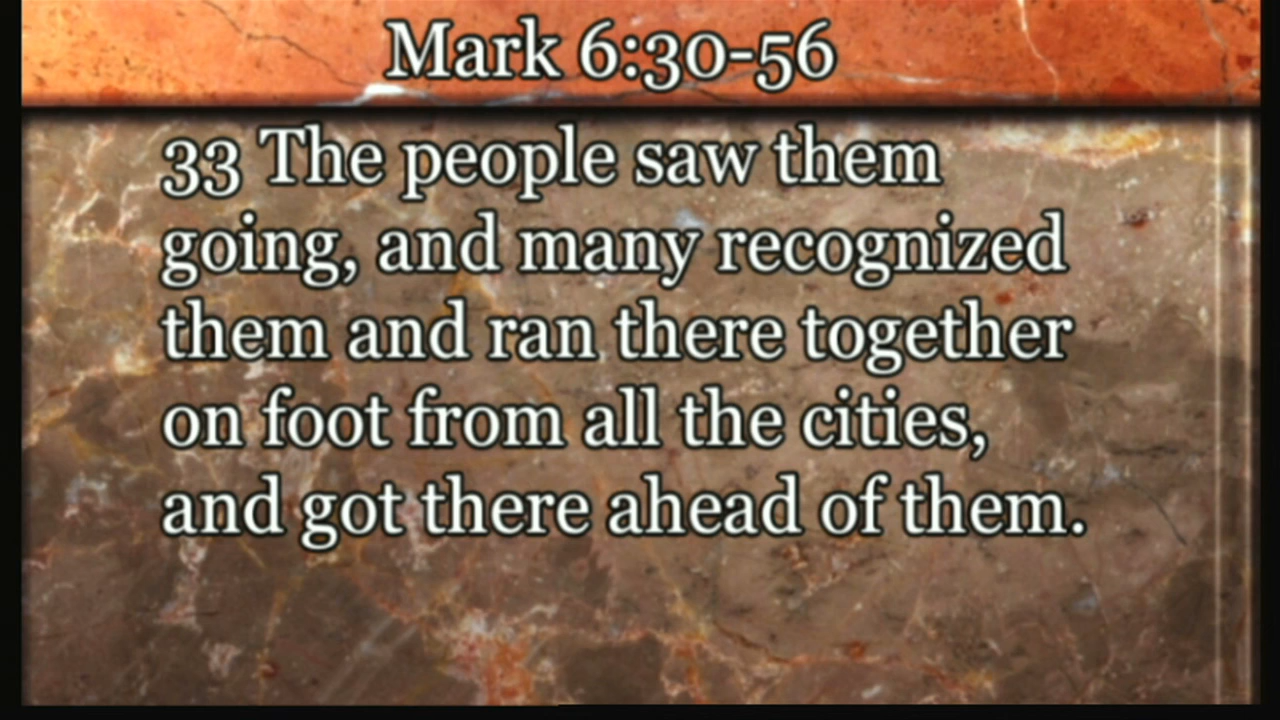 Mark 6:30-56
33 The people saw them
going, and many recognized
them and ran there together
on foot from all the cities,
and got there ahead of them.